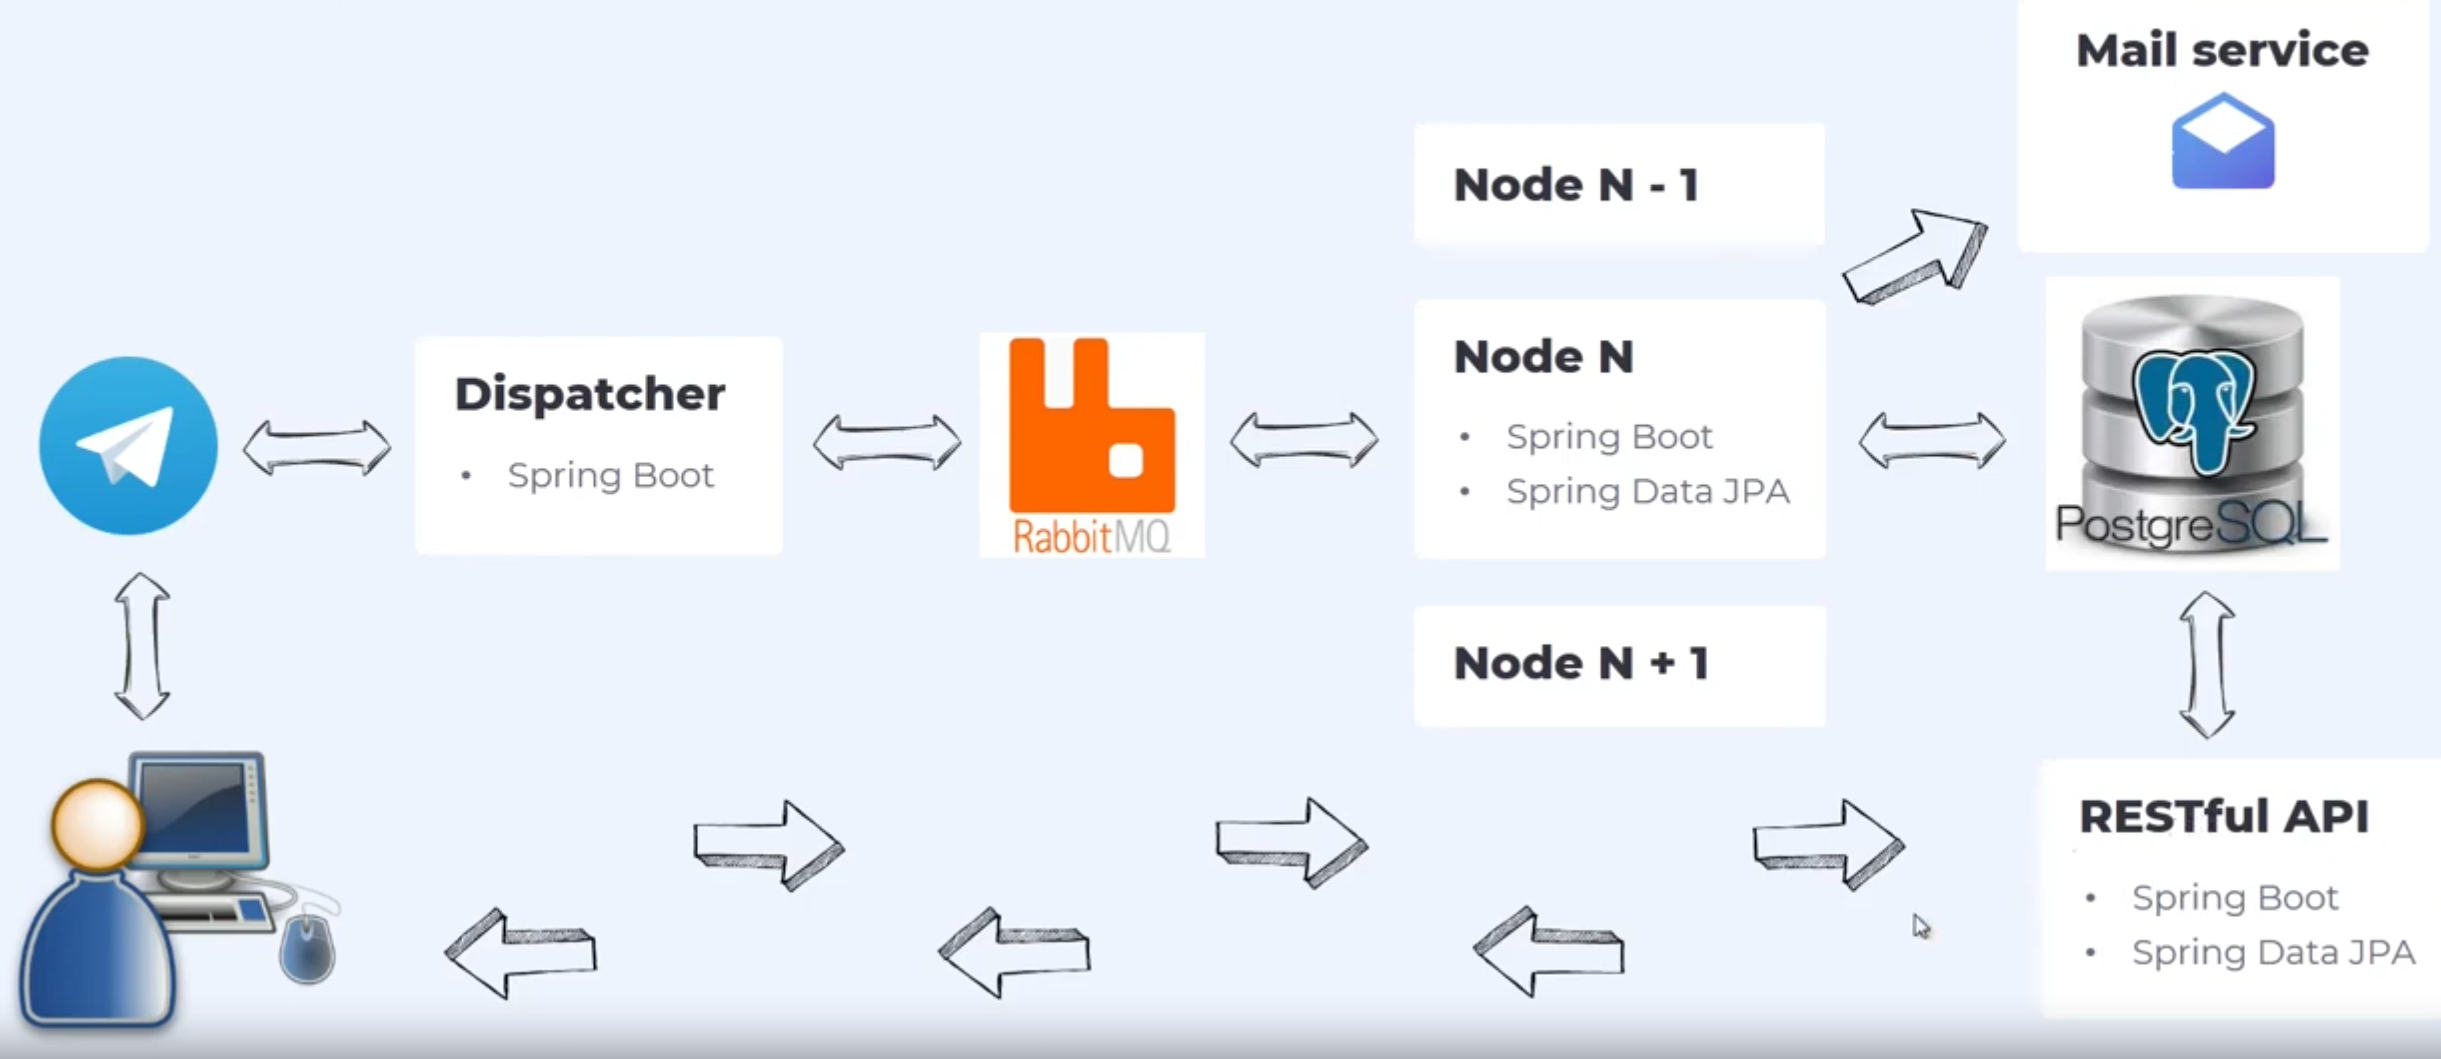 Mail service
Node N - 1
Node N
• Spring Boot
• Spring Data JPA
Dispatcher
• Spring Boot
RabbitMQ
PostgreSQL
Node N + 1
RESTful API
• Spring Boot
• Spring Data JPA